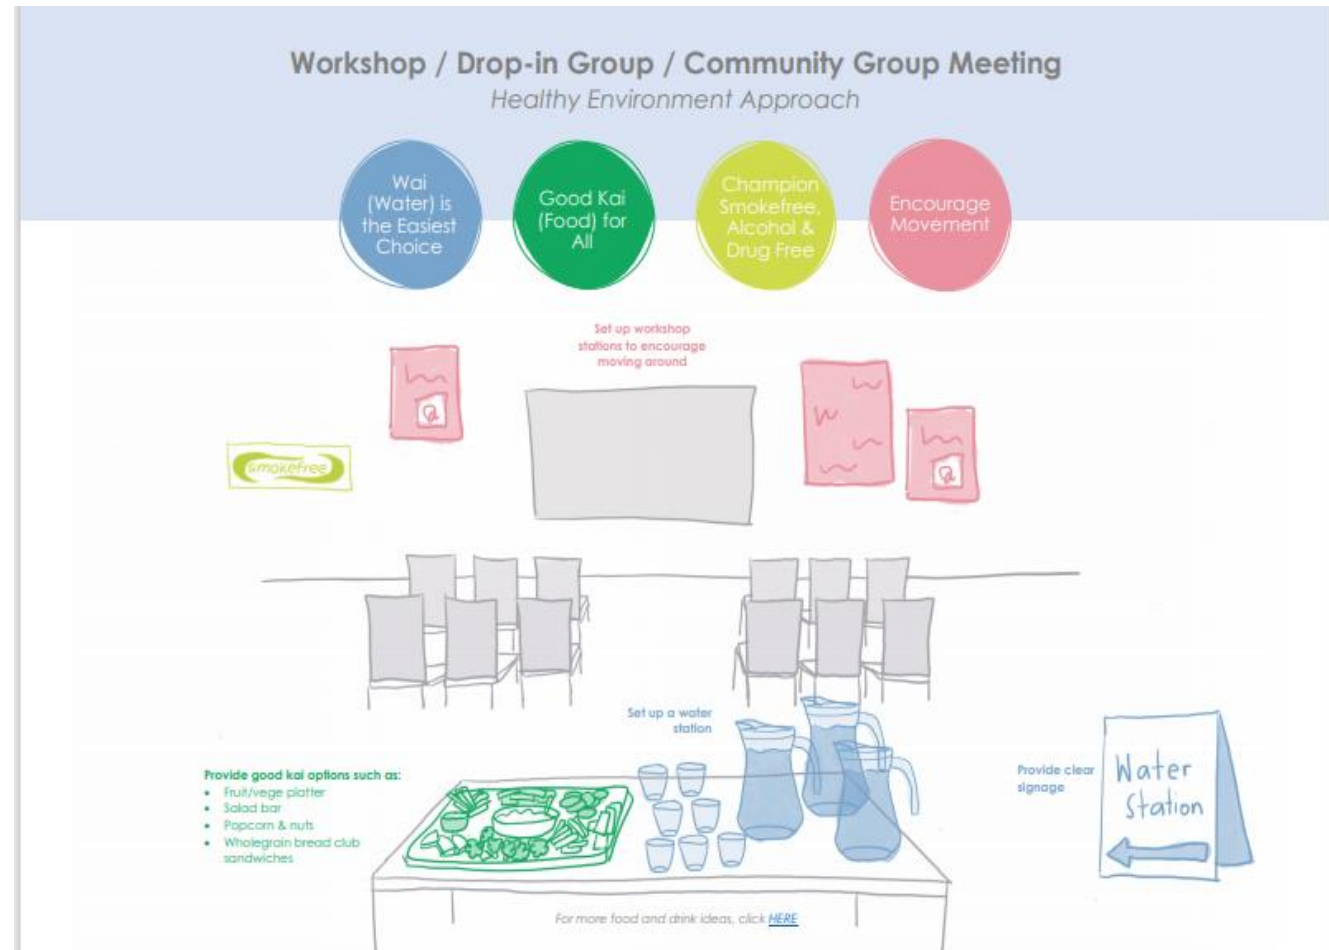 Workshop / Drop-in Group / Community Group Meeting
Healthy Environment Approach
Wai
(Water) is
the Easiest
Choice
Good Kai
(Food) for
All
Champion
Smokefree,
Alcohol &
Drug Free
Encourage
Movement
Set up workshop
stations to encourage
moving around
smokefree
Set up a water
station
Provide good kai options such as:
• Fruit/vege platter
• Salad bar
• Popcorn & nuts
• Wholegrain bread club
sandwiches
Provide clear
signage
Water
Station
For more food and drink ideas, click HERE